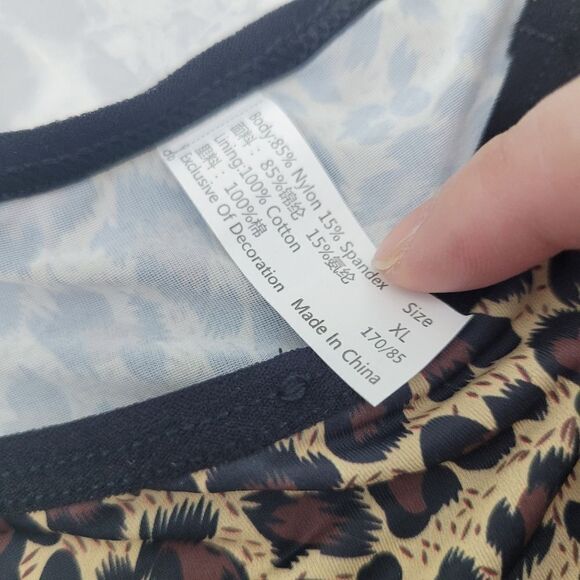 Body:85% Nylon 15% Spandex
面料：85%锦纶 15%氨纶
Lining:100% Cotton
里料：100%棉
Exclusive Of Decoration
Size
XL
170/85
Made In China